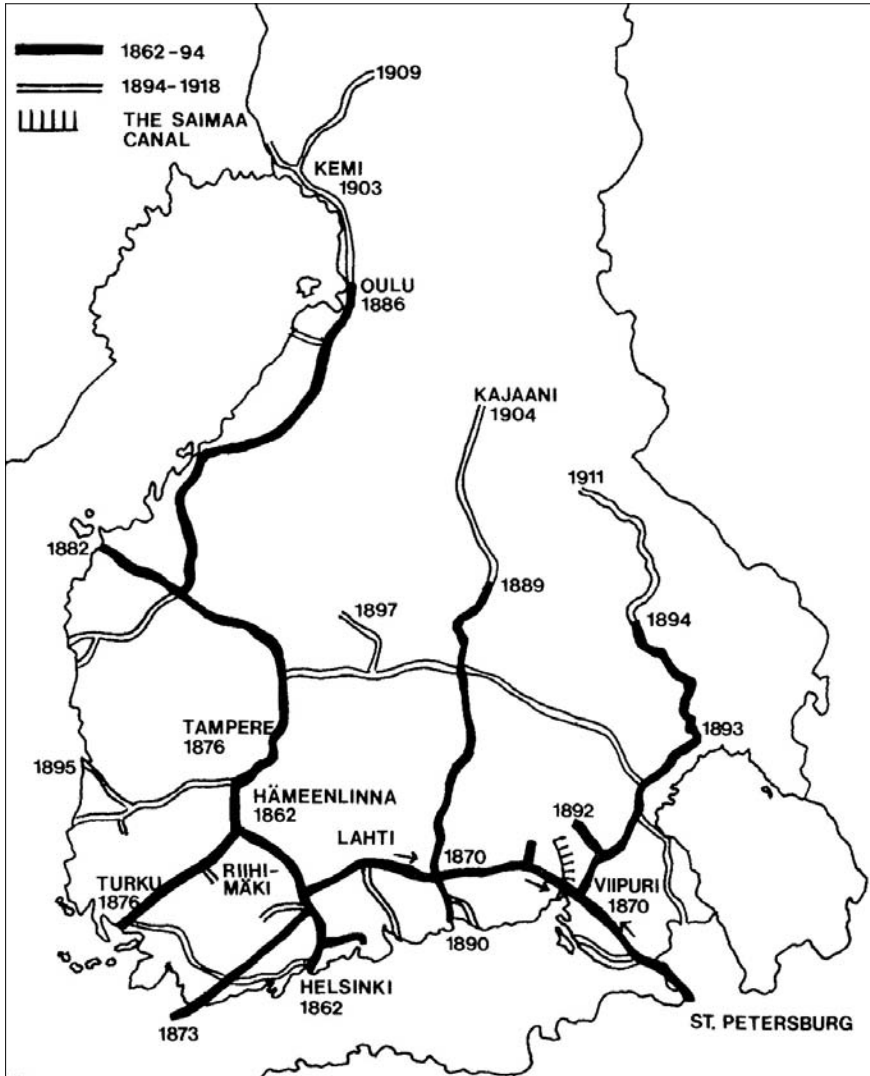 1862-94
1894-1918
THE SAIMAA
CANAL
1909
KEMI
1903
OULU
1886
KAJAANI
1904
1911
1882
1889
1897
1894
TAMPERE
1876
1893
1895
HÄMEENLINNA
1862
1892
LAHTI
1870
RIIHI-
MÄKI
TURKU
1876
VIIPURI
1870
1890
HELSINKI
1862
1873
ST. PETERSBURG